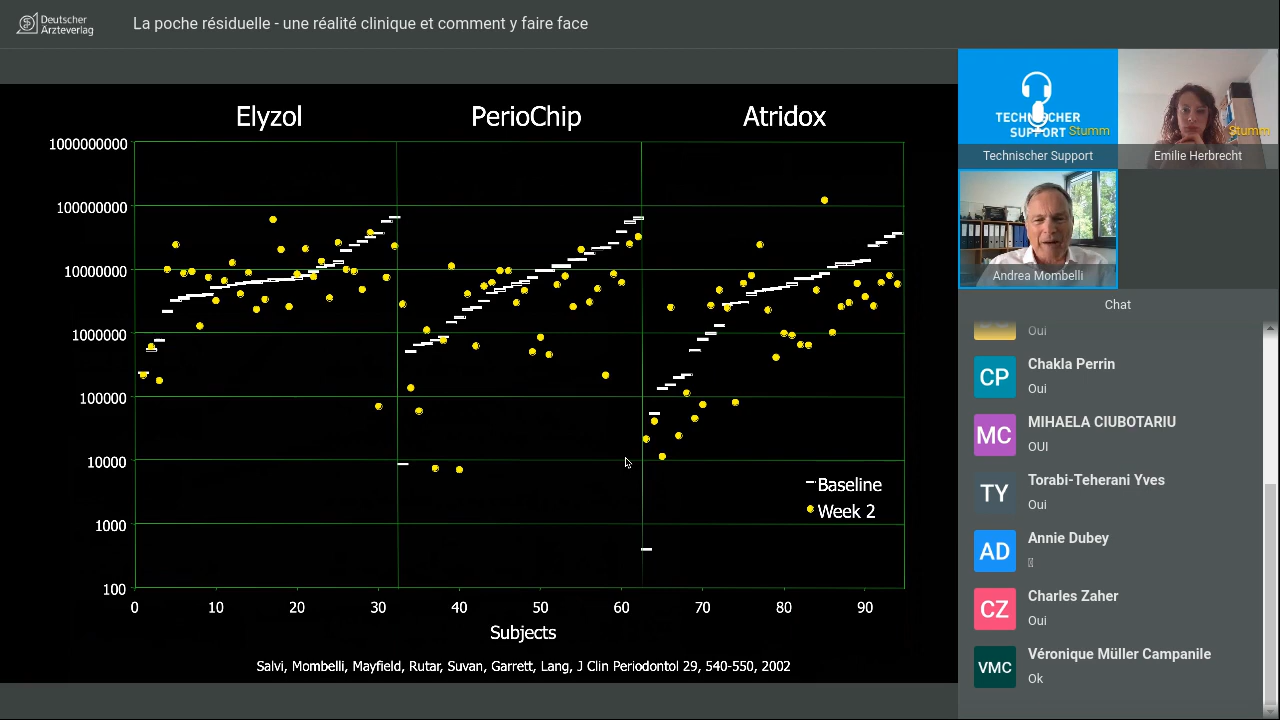 Deutscher
Ärzteverlag
La poche résiduelle - une réalité clinique et comment y faire face
Elyzol
PerioChip
Atridox
1000000000
100000000
10000000
1000000
100000
10000
1000
100
0
10
20
30
40
50
60
70
80
90
Baseline
Week 2
Subjects
Salvi, Mombelli, Mayfield, Rutar, Suvan, Garrett, Lang, J Clin Periodontol 29, 540-550, 2002
TECHNISCHER
SUPPORT
Stumm
Technischer Support
Stumm
Emilie Herbrecht
Andrea Mombelli
Chat
Oui
CP
Chakla Perrin
Oui
MC
MIHAELA CIUBOTARIU
OUI
TY
Torabi-Teherani Yves
Oui
AD
Annie Dubey
CZ
Charles Zaher
Oui
VMC
Véronique Müller Campanile
Ok